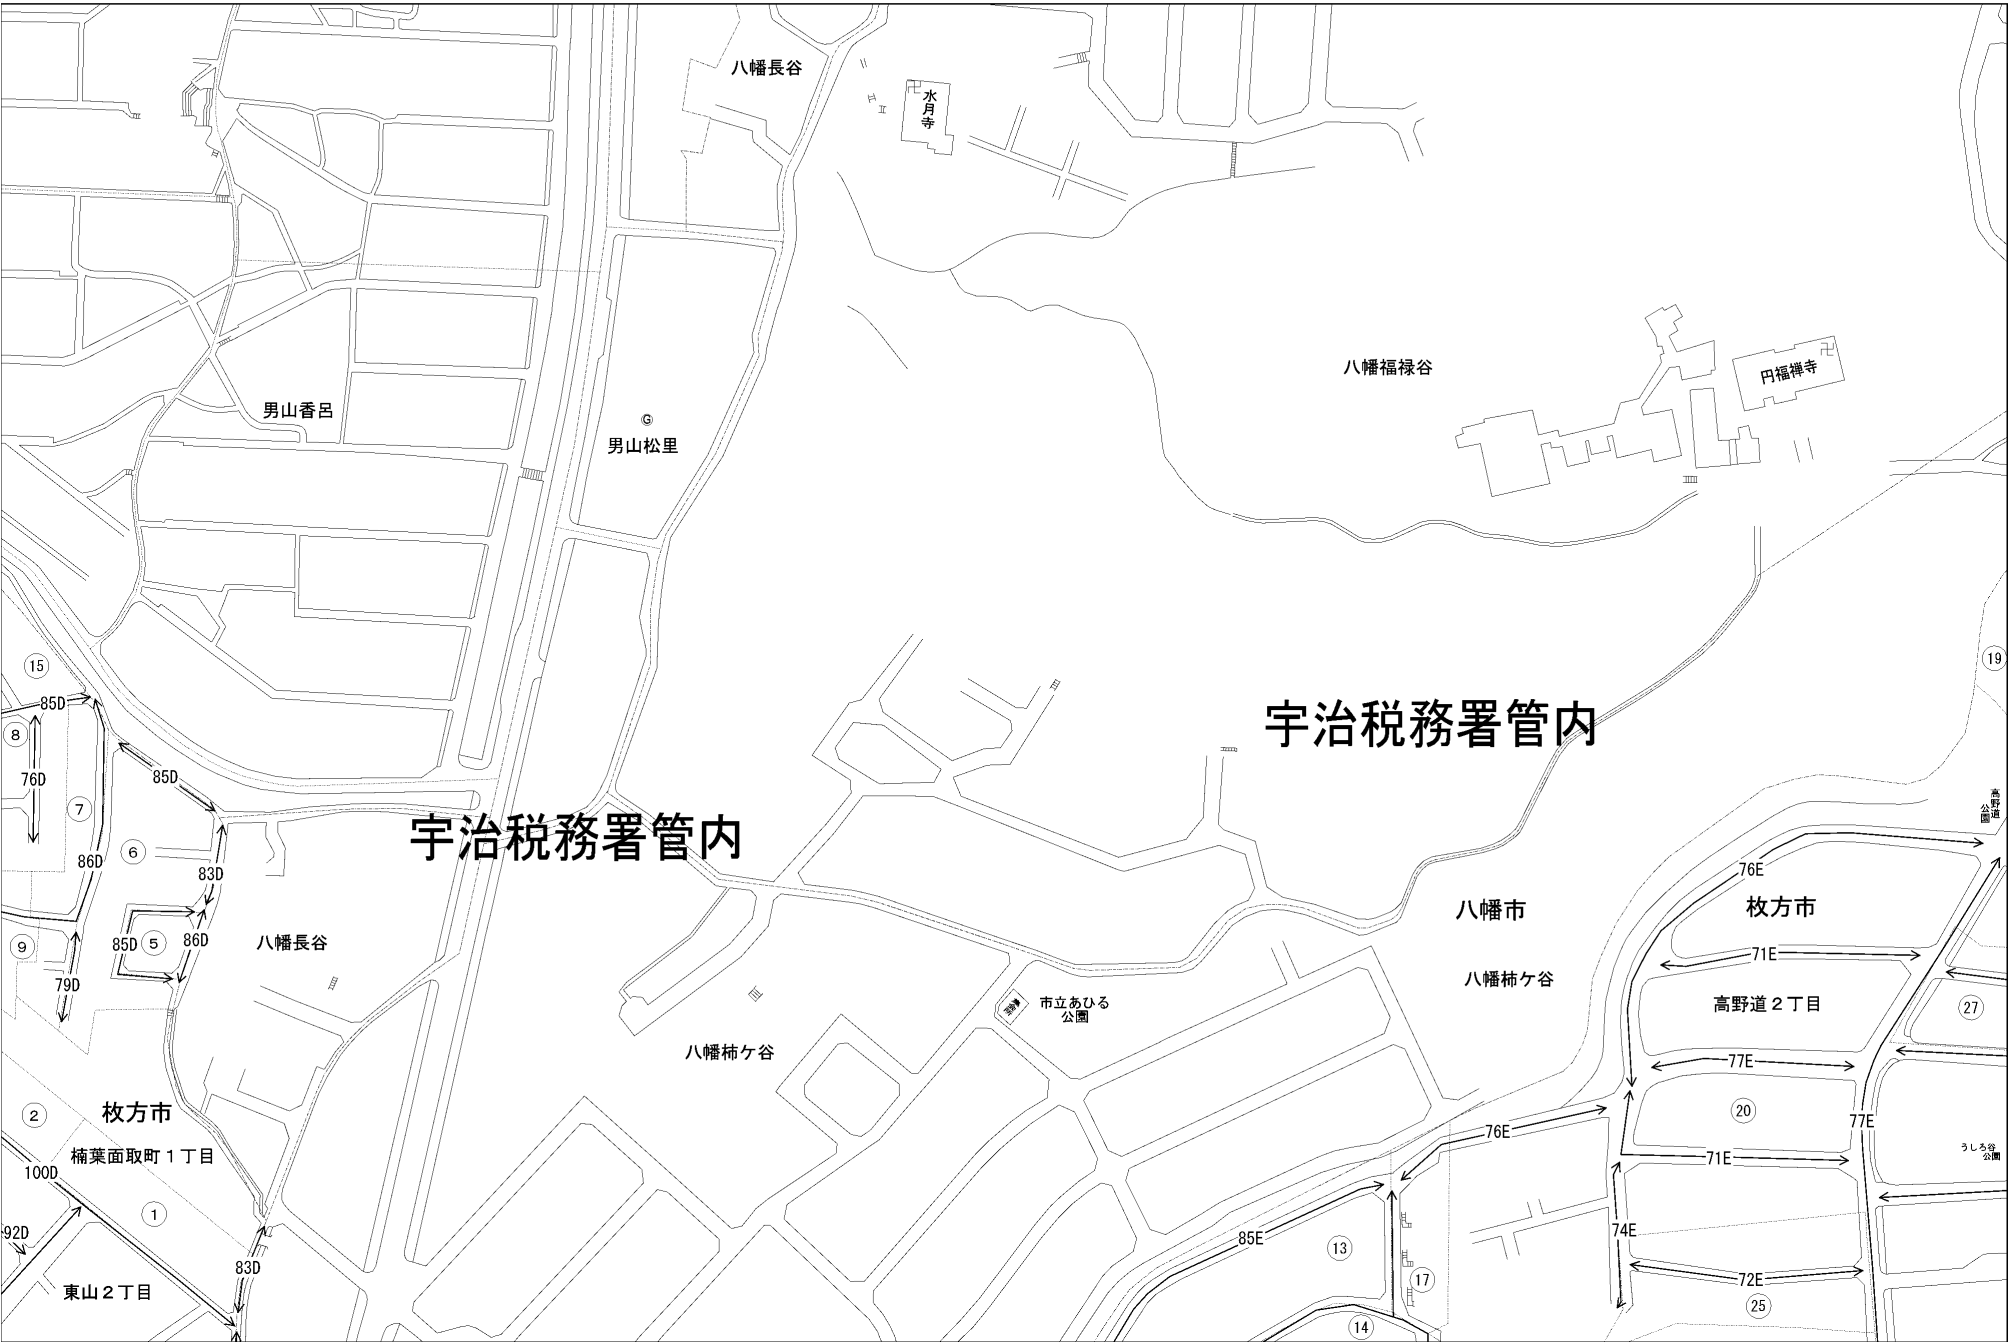 八幡長谷
水月寺
八幡福禄谷
円福禅寺
男山香呂
G
男山松里
15
19
85D
8
宇治税務署管内
76D
85D
7
高野道
公園
宇治税務署管内
6
86D
76E
83D
八幡市
枚方市
9
85D
5
86D
八幡長谷
71E
79D
八幡柿ケ谷
市立あひる
公園
高野道2丁目
27
八幡柿ケ谷
77E
2
枚方市
20
77E
76E
楠葉面取町1丁目
71E
うしろ谷
公園
100D
1
92D
74E
85E
13
83D
17
72E
東山2丁目
25
14